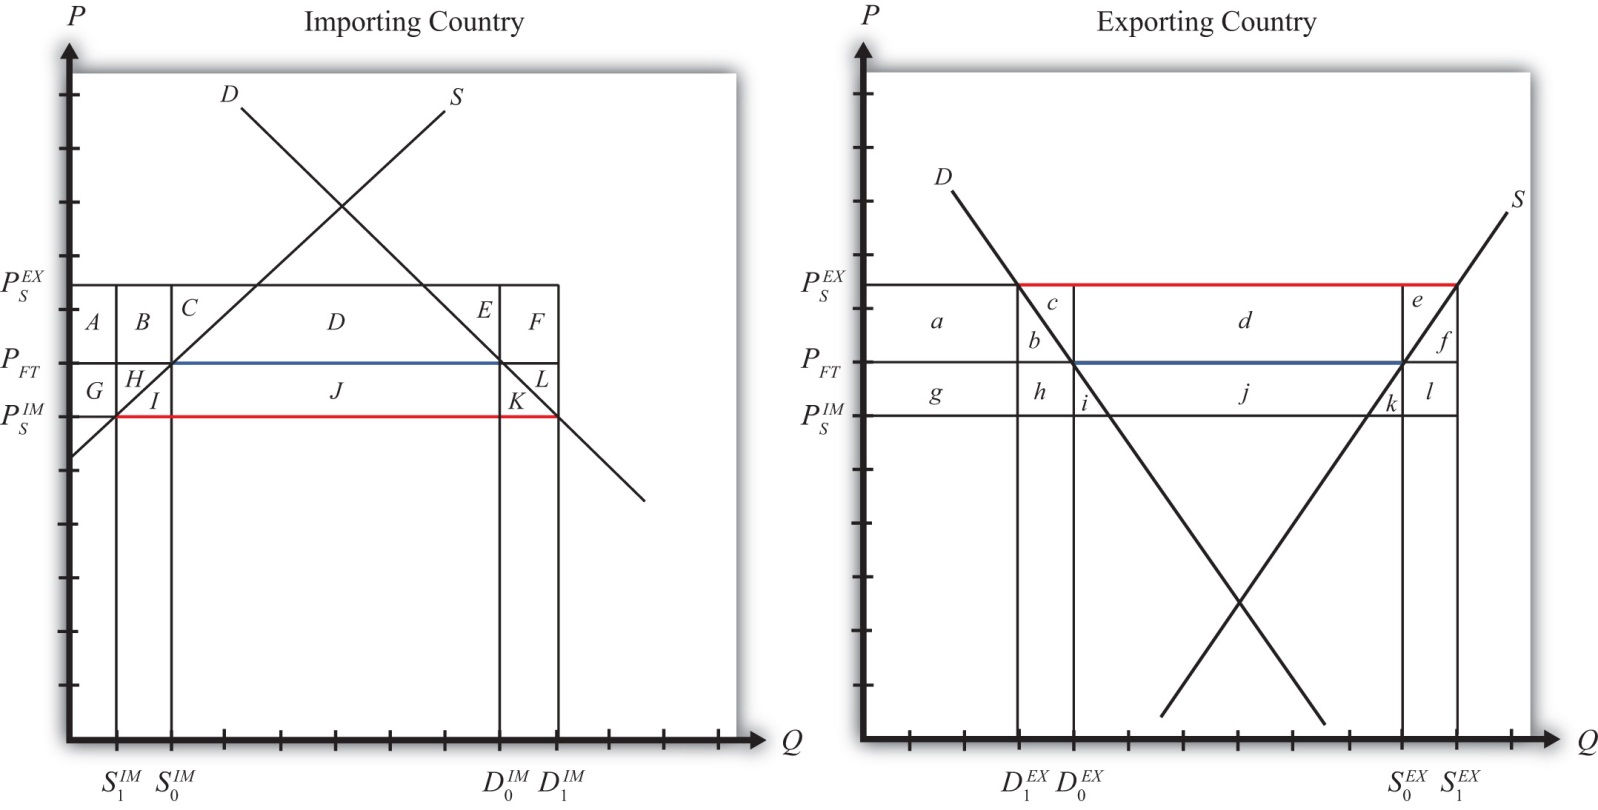 Importing Country
P
D
S
P_S^EX
A
B
C
D
E
F
P_FT
G
H
I
J
K
L
P_S^IM
Q
S_1^IM S_0^IM D_0^IM D_1^IM
Exporting Country
P
D
S
P_S^EX
a
b
c
d
e
f
P_FT
g
h
i
j
k
l
P_S^IM
Q
D_1^EX D_0^EX S_0^EX S_1^EX